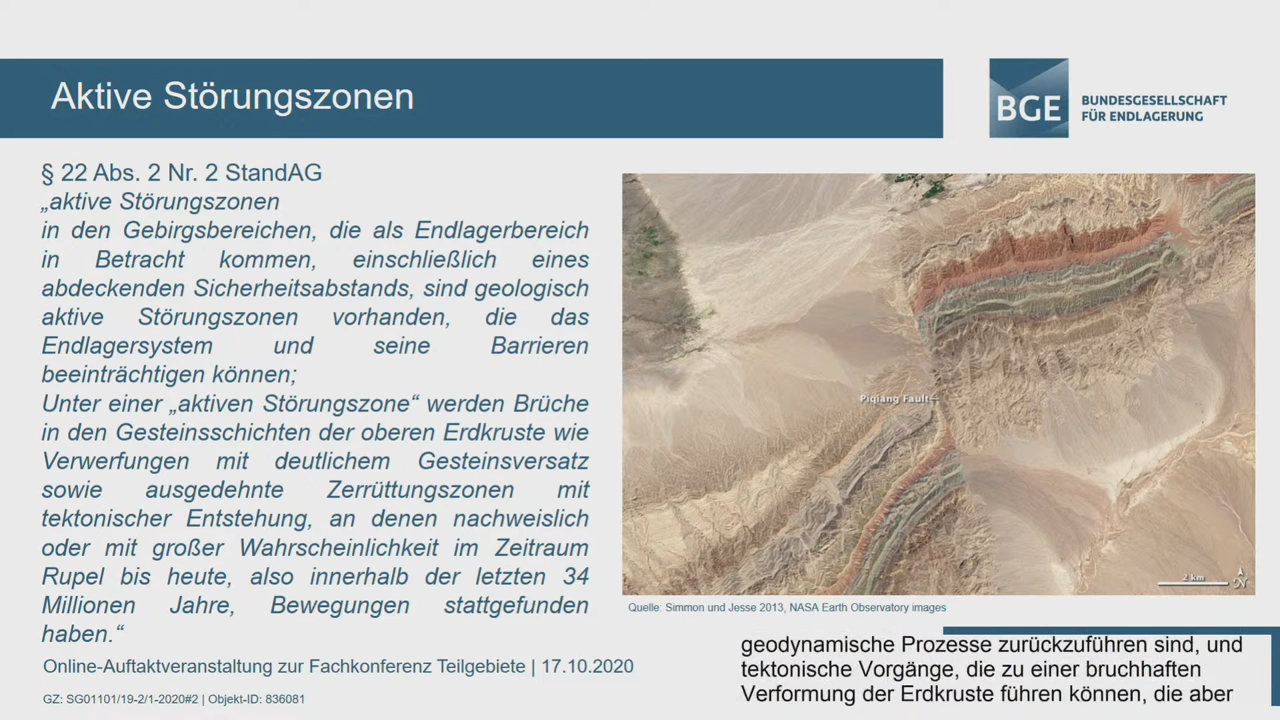 Aktive Störungszonen
BGE
BUNDESGESELLSCHAFT
FÜR ENDLAGERUNG
§ 22 Abs. 2 Nr. 2 StandAG
„aktive Störungszonen
in den Gebirgsbereichen, die als Endlagerbereich
in Betracht kommen, einschließlich eines
abdeckenden Sicherheitsabstands, sind geologisch
aktive Störungszonen vorhanden, die das
Endlagersystem und seine Barrieren
beeinträchtigen können;
Unter einer „aktiven Störungszone“ werden Brüche
in den Gesteinsschichten der oberen Erdkruste wie
Verwerfungen mit deutlichem Gesteinsversatz
sowie ausgedehnte Zerrüttungszonen mit
tektonischer Entstehung, an denen nachweislich
oder mit großer Wahrscheinlichkeit im Zeitraum
Rupel bis heute, also innerhalb der letzten 34
Millionen Jahre, Bewegungen stattgefunden
haben.“
Piqiang Fault
2 km
N
Quelle: Simmon und Jesse 2013, NASA Earth Observatory images
Online-Auftaktveranstaltung zur Fachkonferenz Teilgebiete | 17.10.2020
GZ: SG01101/19-2/1-2020#2 | Objekt-ID: 836081
geodynamische Prozesse zurückzuführen sind, und
tektonische Vorgänge, die zu einer bruchhaften
Verformung der Erdkruste führen können, die aber